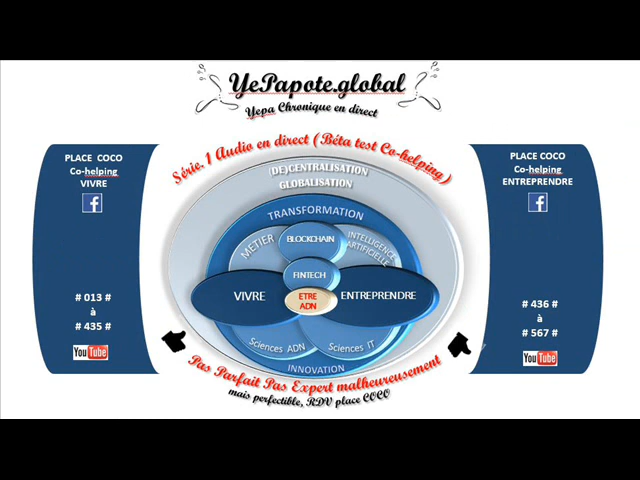 YePapote.global
Yepa Chronique en direct
Série, 1 Audio en direct (Béta test Co-helping)
PLACE COCO
Co-helping
VIVRE
# 013 #
à
# 435 #
YouTube
(DE)CENTRALISATION
GLOBALISATION
TRANSFORMATION
METIER
BLOCKCHAIN
INTELLIGENCE
ARTIFICIELLE
FINTECH
VIVRE
ETRE
ADN
ENTREPRENDRE
Sciences ADN
Sciences IT
INNOVATION
PLACE COCO
Co-helping
ENTREPRENDRE
# 436 #
à
# 567 #
YouTube
Pas Parfait Pas Expert malheureusement
mais perfectible, RDV place COCO